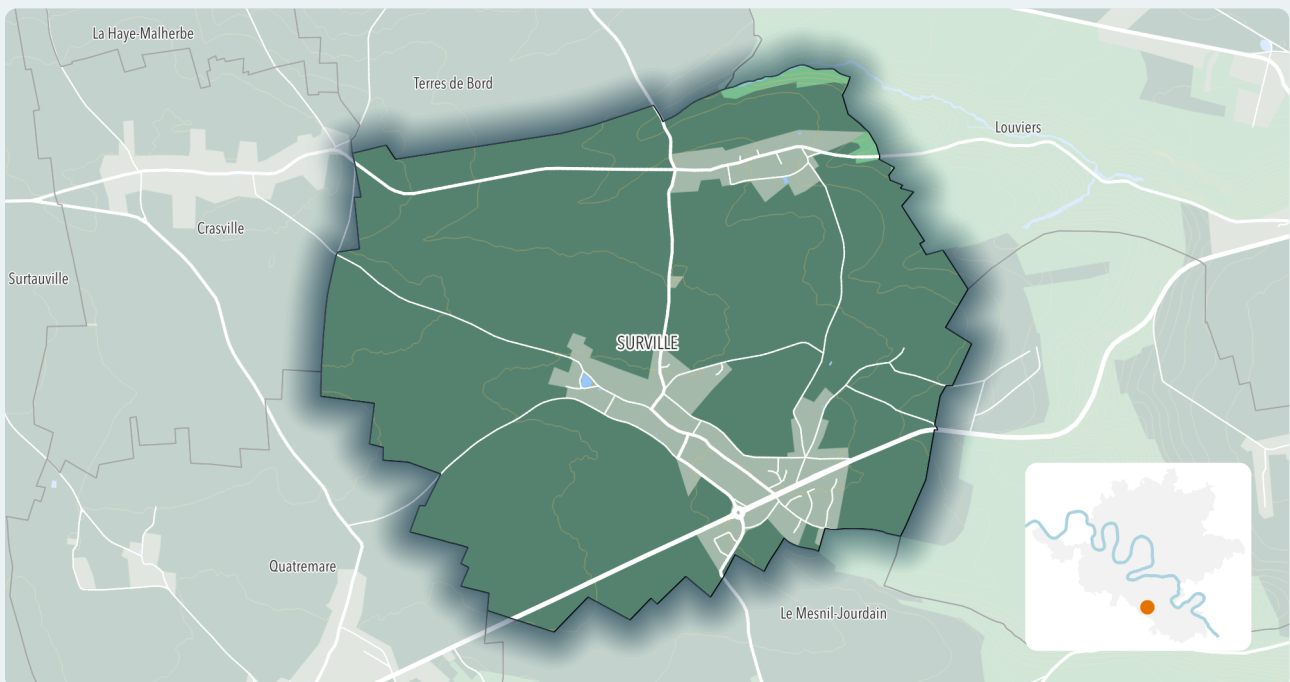 La Haye-Malherbe
Terres de Bord
Louviers
Crasville
Surtauville
SURVILLE
Quatremare
Le Mesnil-Jourdain